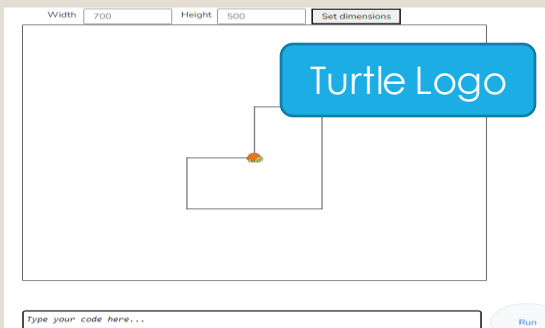 Width 700 Height 500 Set dimensions
Turtle Logo
Type your code here...
Run